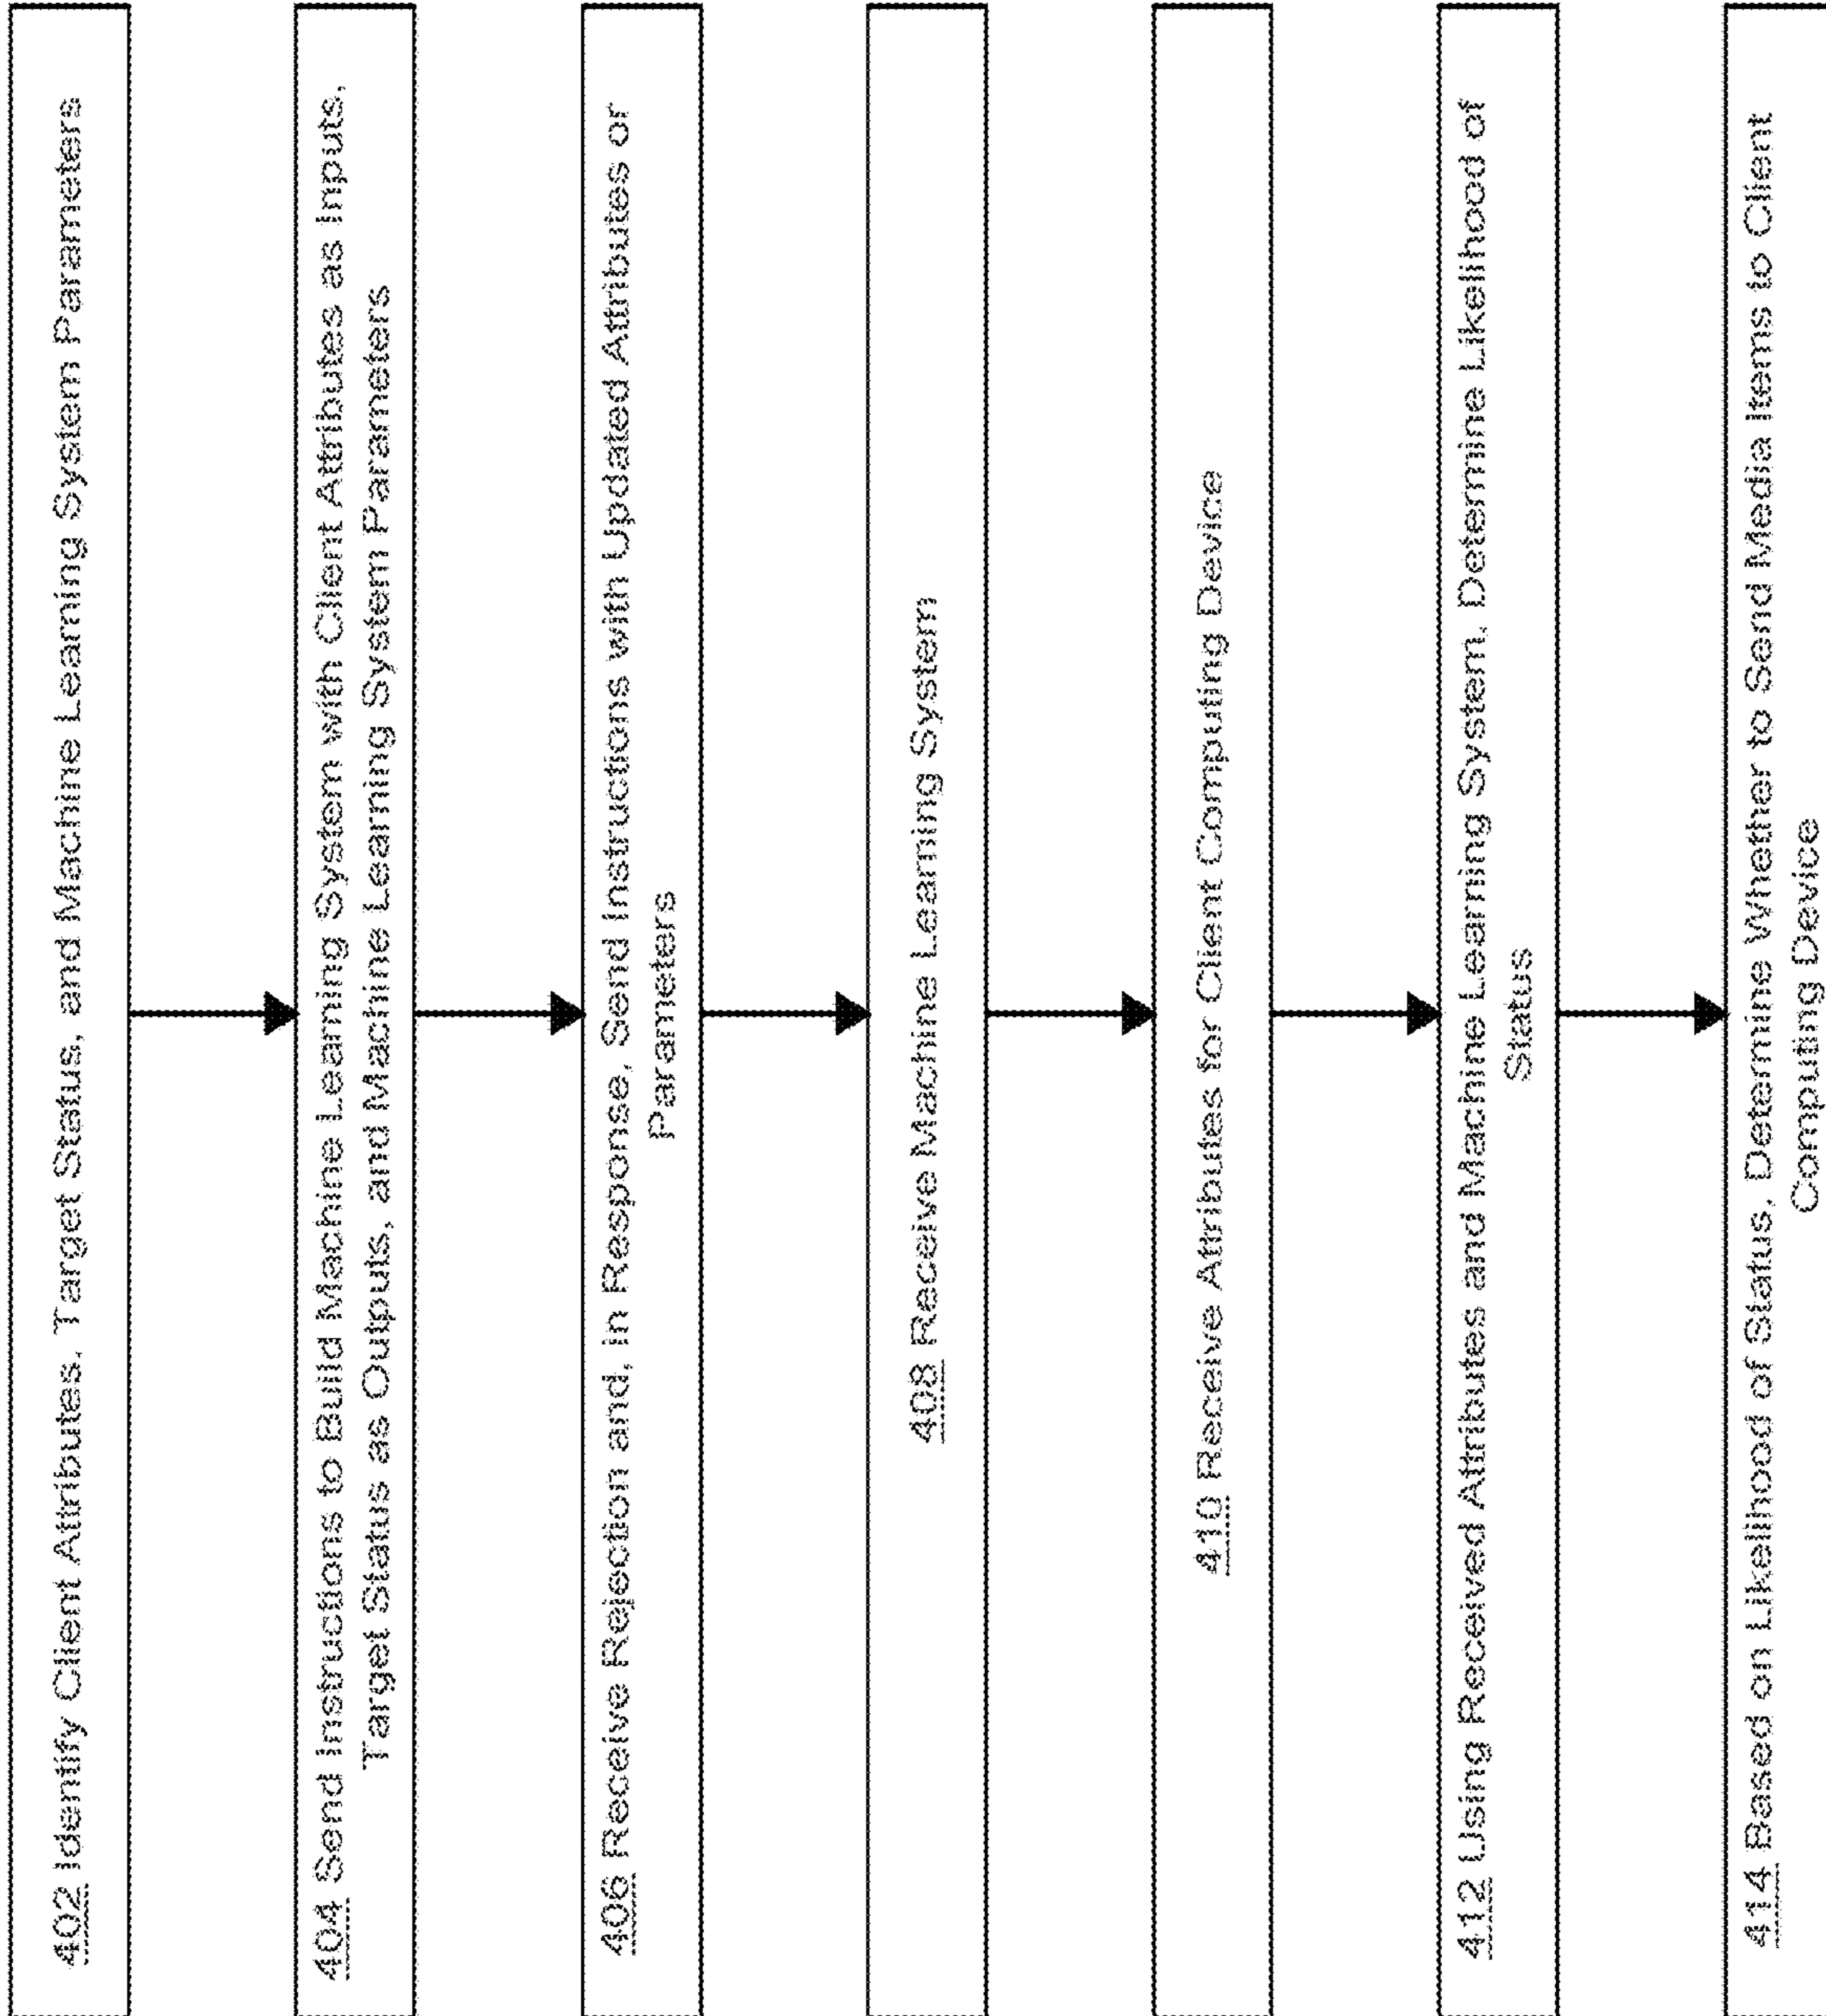 402 Identify Client Attributes, Target Status, and Machine Learning System Parameters
404 Send Instructions to Build Machine Learning System with Client Attributes as Inputs,
Target Status as Outputs, and Machine Learning System Parameters
406 Receive Rejection and, in Response, Send Instructions with Updated Attributes or
Parameters
408 Receive Machine Learning System
410 Receive Attributes for Client Computing Device
412 Using Received Attributes and Machine Learning System, Determine Likelihood of
Status
414 Based on Likelihood of Status, Determine Whether to Send Media Items to Client
Computing Device